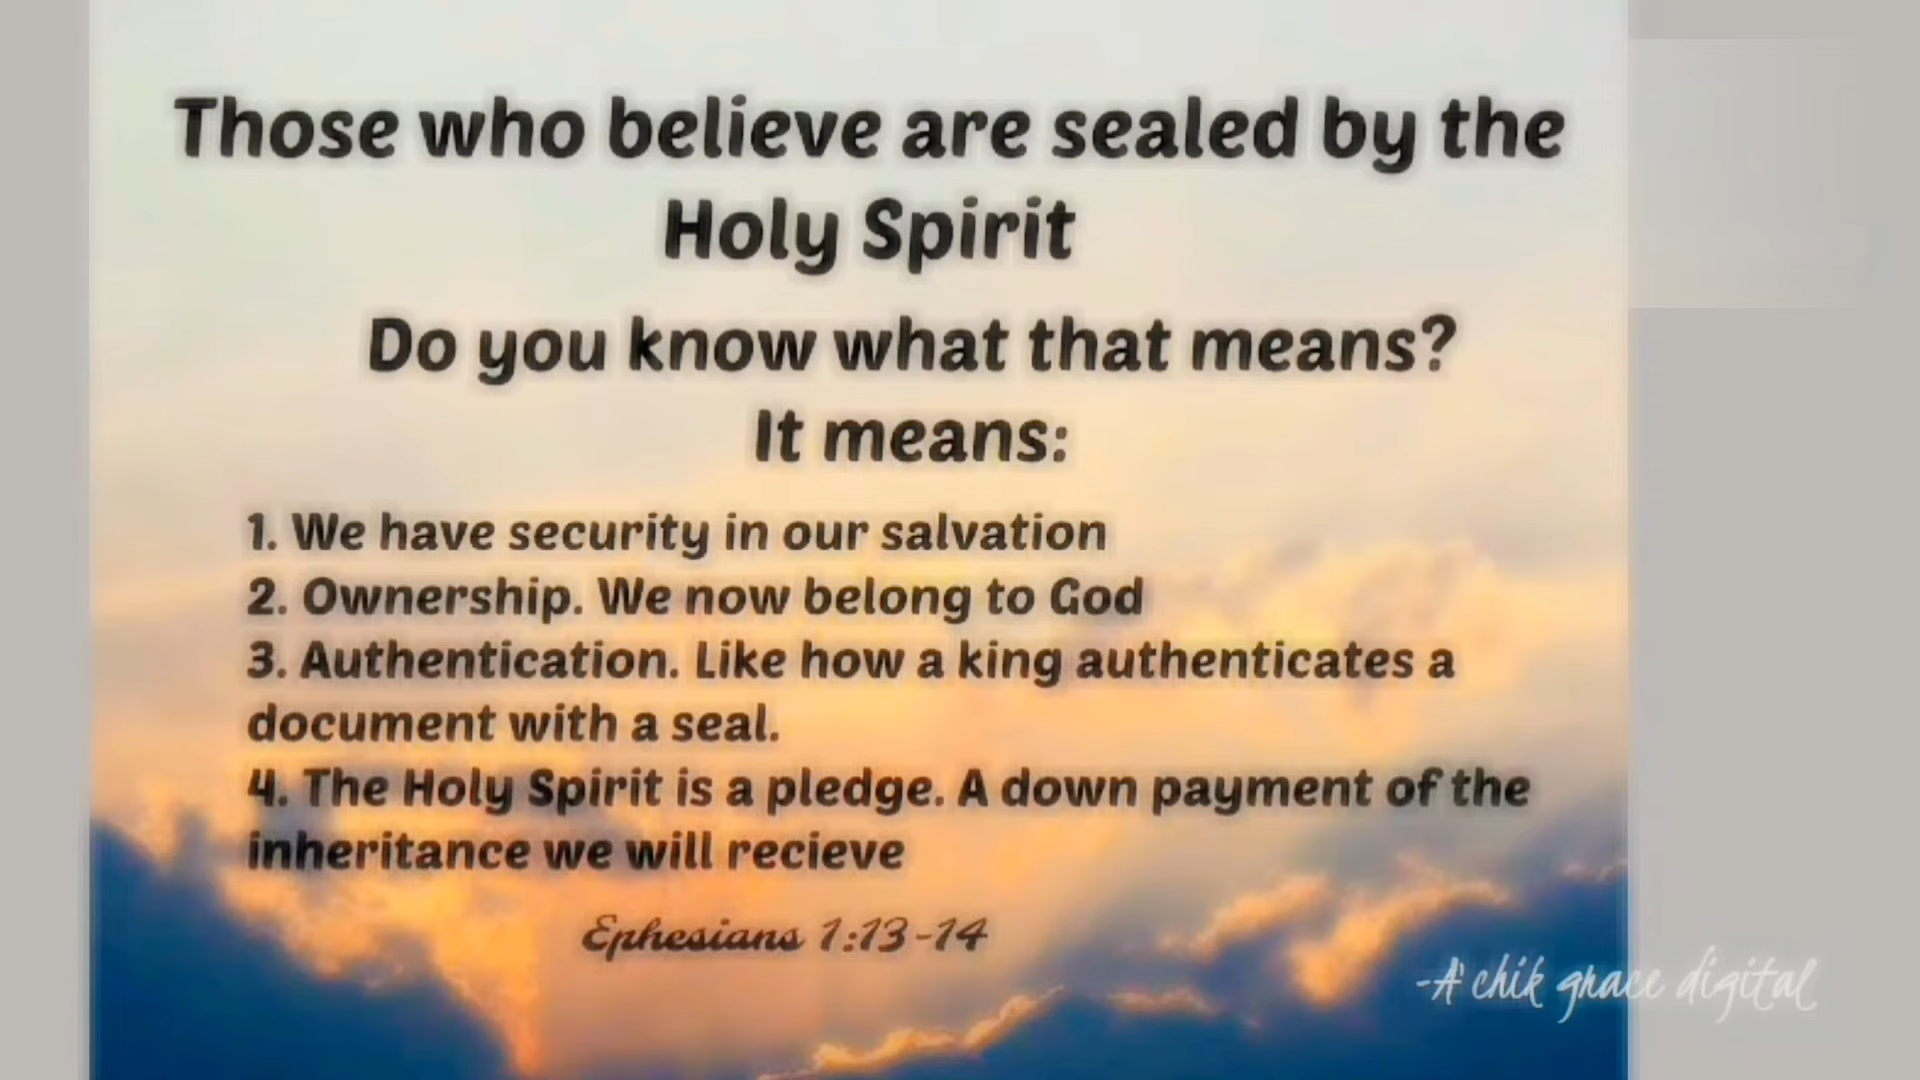 Those who believe are sealed by the
Holy Spirit
Do you know what that means?
It means:
1. We have security in our salvation
2. Ownership. We now belong to God
3. Authentication. Like how a king authenticates a
document with a seal.
4. The Holy Spirit is a pledge. A down payment of the
inheritance we will recieve
Ephesians 1:13-14
-A'chik grace digital